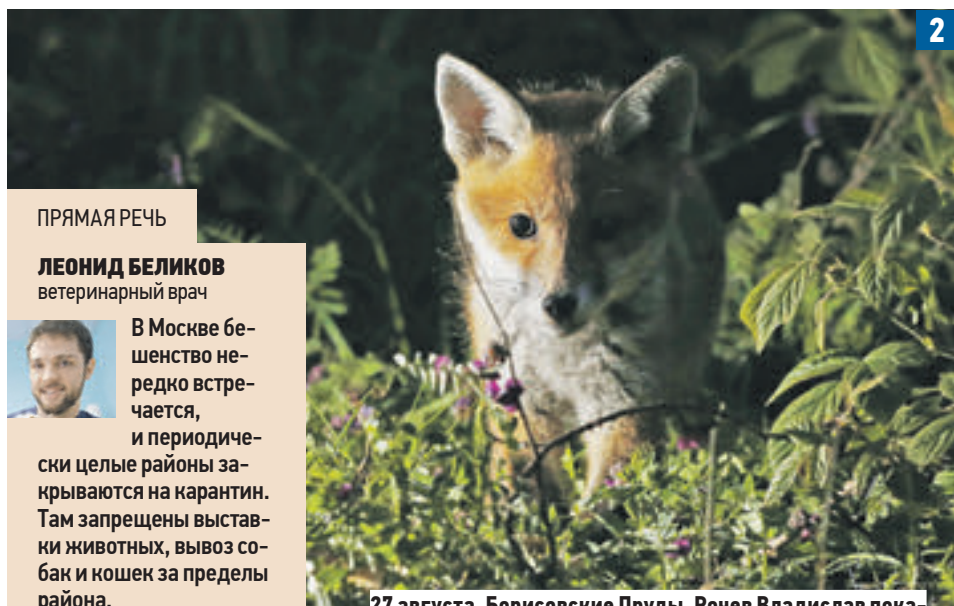 2
ПРЯМАЯ РЕЧЬ
ЛЕОНИД БЕЛИКОВ
ветеринарный врач
В Москве бе-
шенство не-
редко встре-
чается,
и периодиче-
ски целые районы за-
крываются на карантин.
Там запрещены выстав-
ки животных, вывоз со-
бак и кошек за пределы
района.
27 августа. Борисовские Пруды. Рочев Владислав пока-